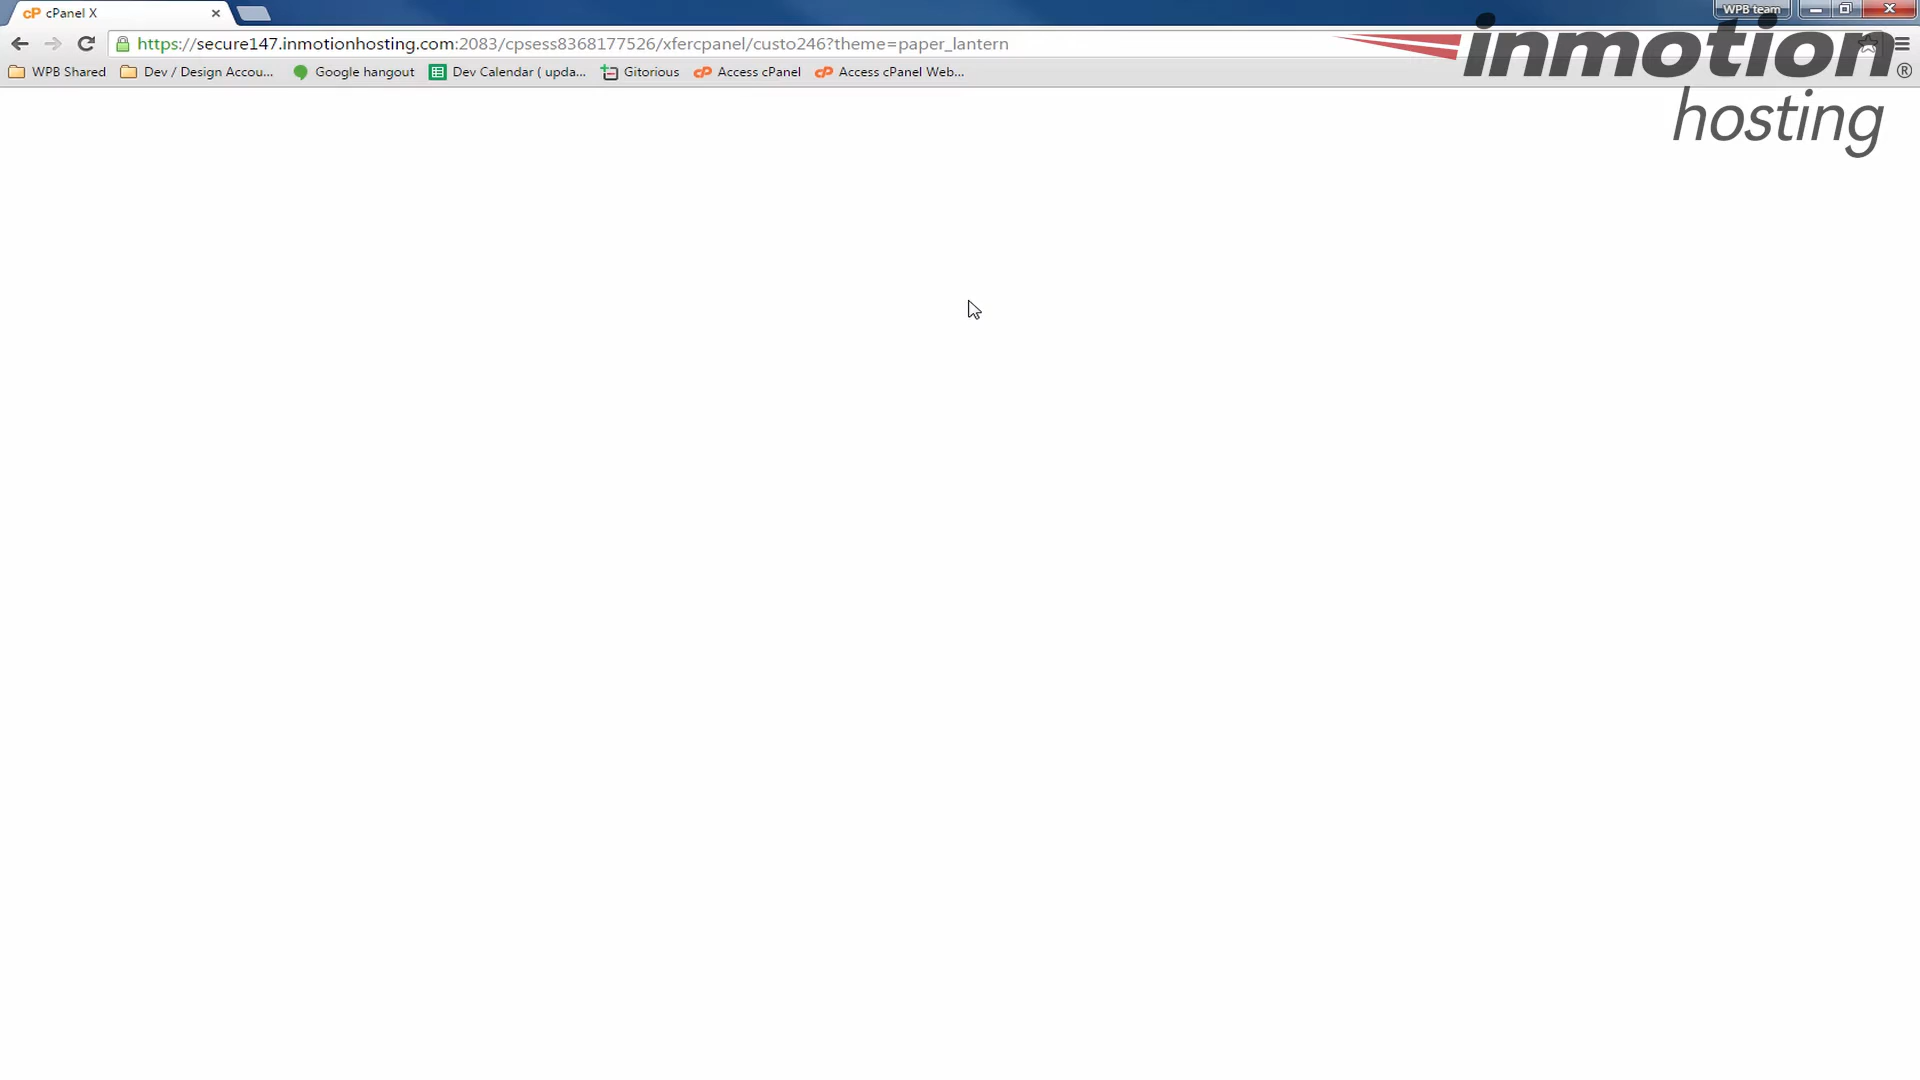 cPanel X
WPB team
https://secure147.inmotionhosting.com:2083/cpsess8368177526/xfercpanel/custo246?theme=paper_lantern
WPB Shared
Dev / Design Accou...
Google hangout
Dev Calendar ( upda...
Gitorious
Access cPanel
Access cPanel Web...
inmotion®
hosting